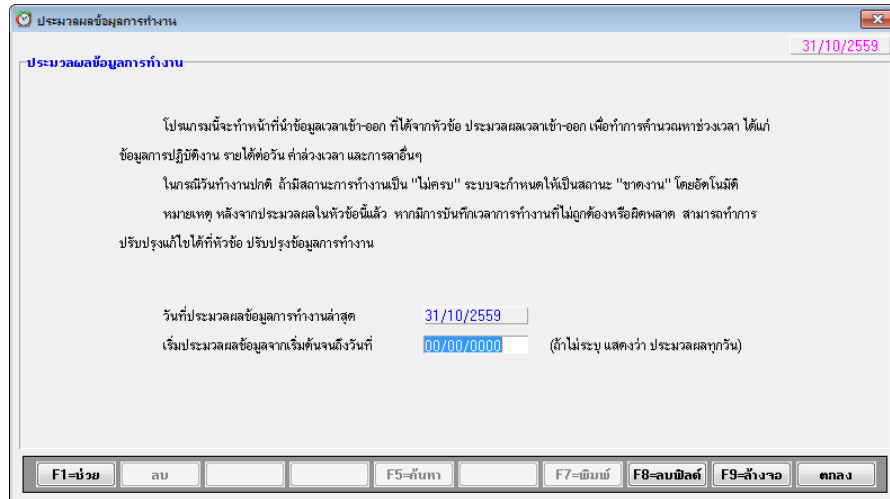 ประมวลผลข้อมูลการทำงาน
31/10/2559
ประมวลผลข้อมูลการทำงาน
โปรแกรมนี้จะทำหน้าที่นำข้อมูลเวลาเข้า-ออก ที่ได้จากหัวข้อ ประมวลผลเวลาเข้า-ออก เพื่อทำการคำนวณหาช่วงเวลา ได้แก่
ข้อมูลการปฏิบัติงาน รายได้ต่อวัน ค่าล่วงเวลา และการลาอื่นๆ
ในกรณีวันทำงานปกติ ถ้ามีสถานะการทำงานเป็น "ไม่ครบ" ระบบจะกำหนดให้เป็นสถานะ "ขาดงาน" โดยอัตโนมัติ
หมายเหตุ หลังจากประมวลผลในหัวข้อนี้แล้ว หากมีการบันทึกเวลาการทำงานที่ไม่ถูกต้องหรือผิดพลาด สามารถทำการ
ปรับปรุงแก้ไขได้ที่หัวข้อ ปรับปรุงข้อมูลการทำงาน
วันที่ประมวลผลข้อมูลการทำงานล่าสุด 31/10/2559
เริ่มประมวลผลข้อมูลจากเริ่มต้นจนถึงวันที่ 00/00/0000 (ถ้าไม่ระบุ แสดงว่า ประมวลผลทุกวัน)
F1=ช่วย ลบ F5=ค้นหา F7=พิมพ์ F8=ลบฟิลด์ F9=ล้างจอ ตกลง